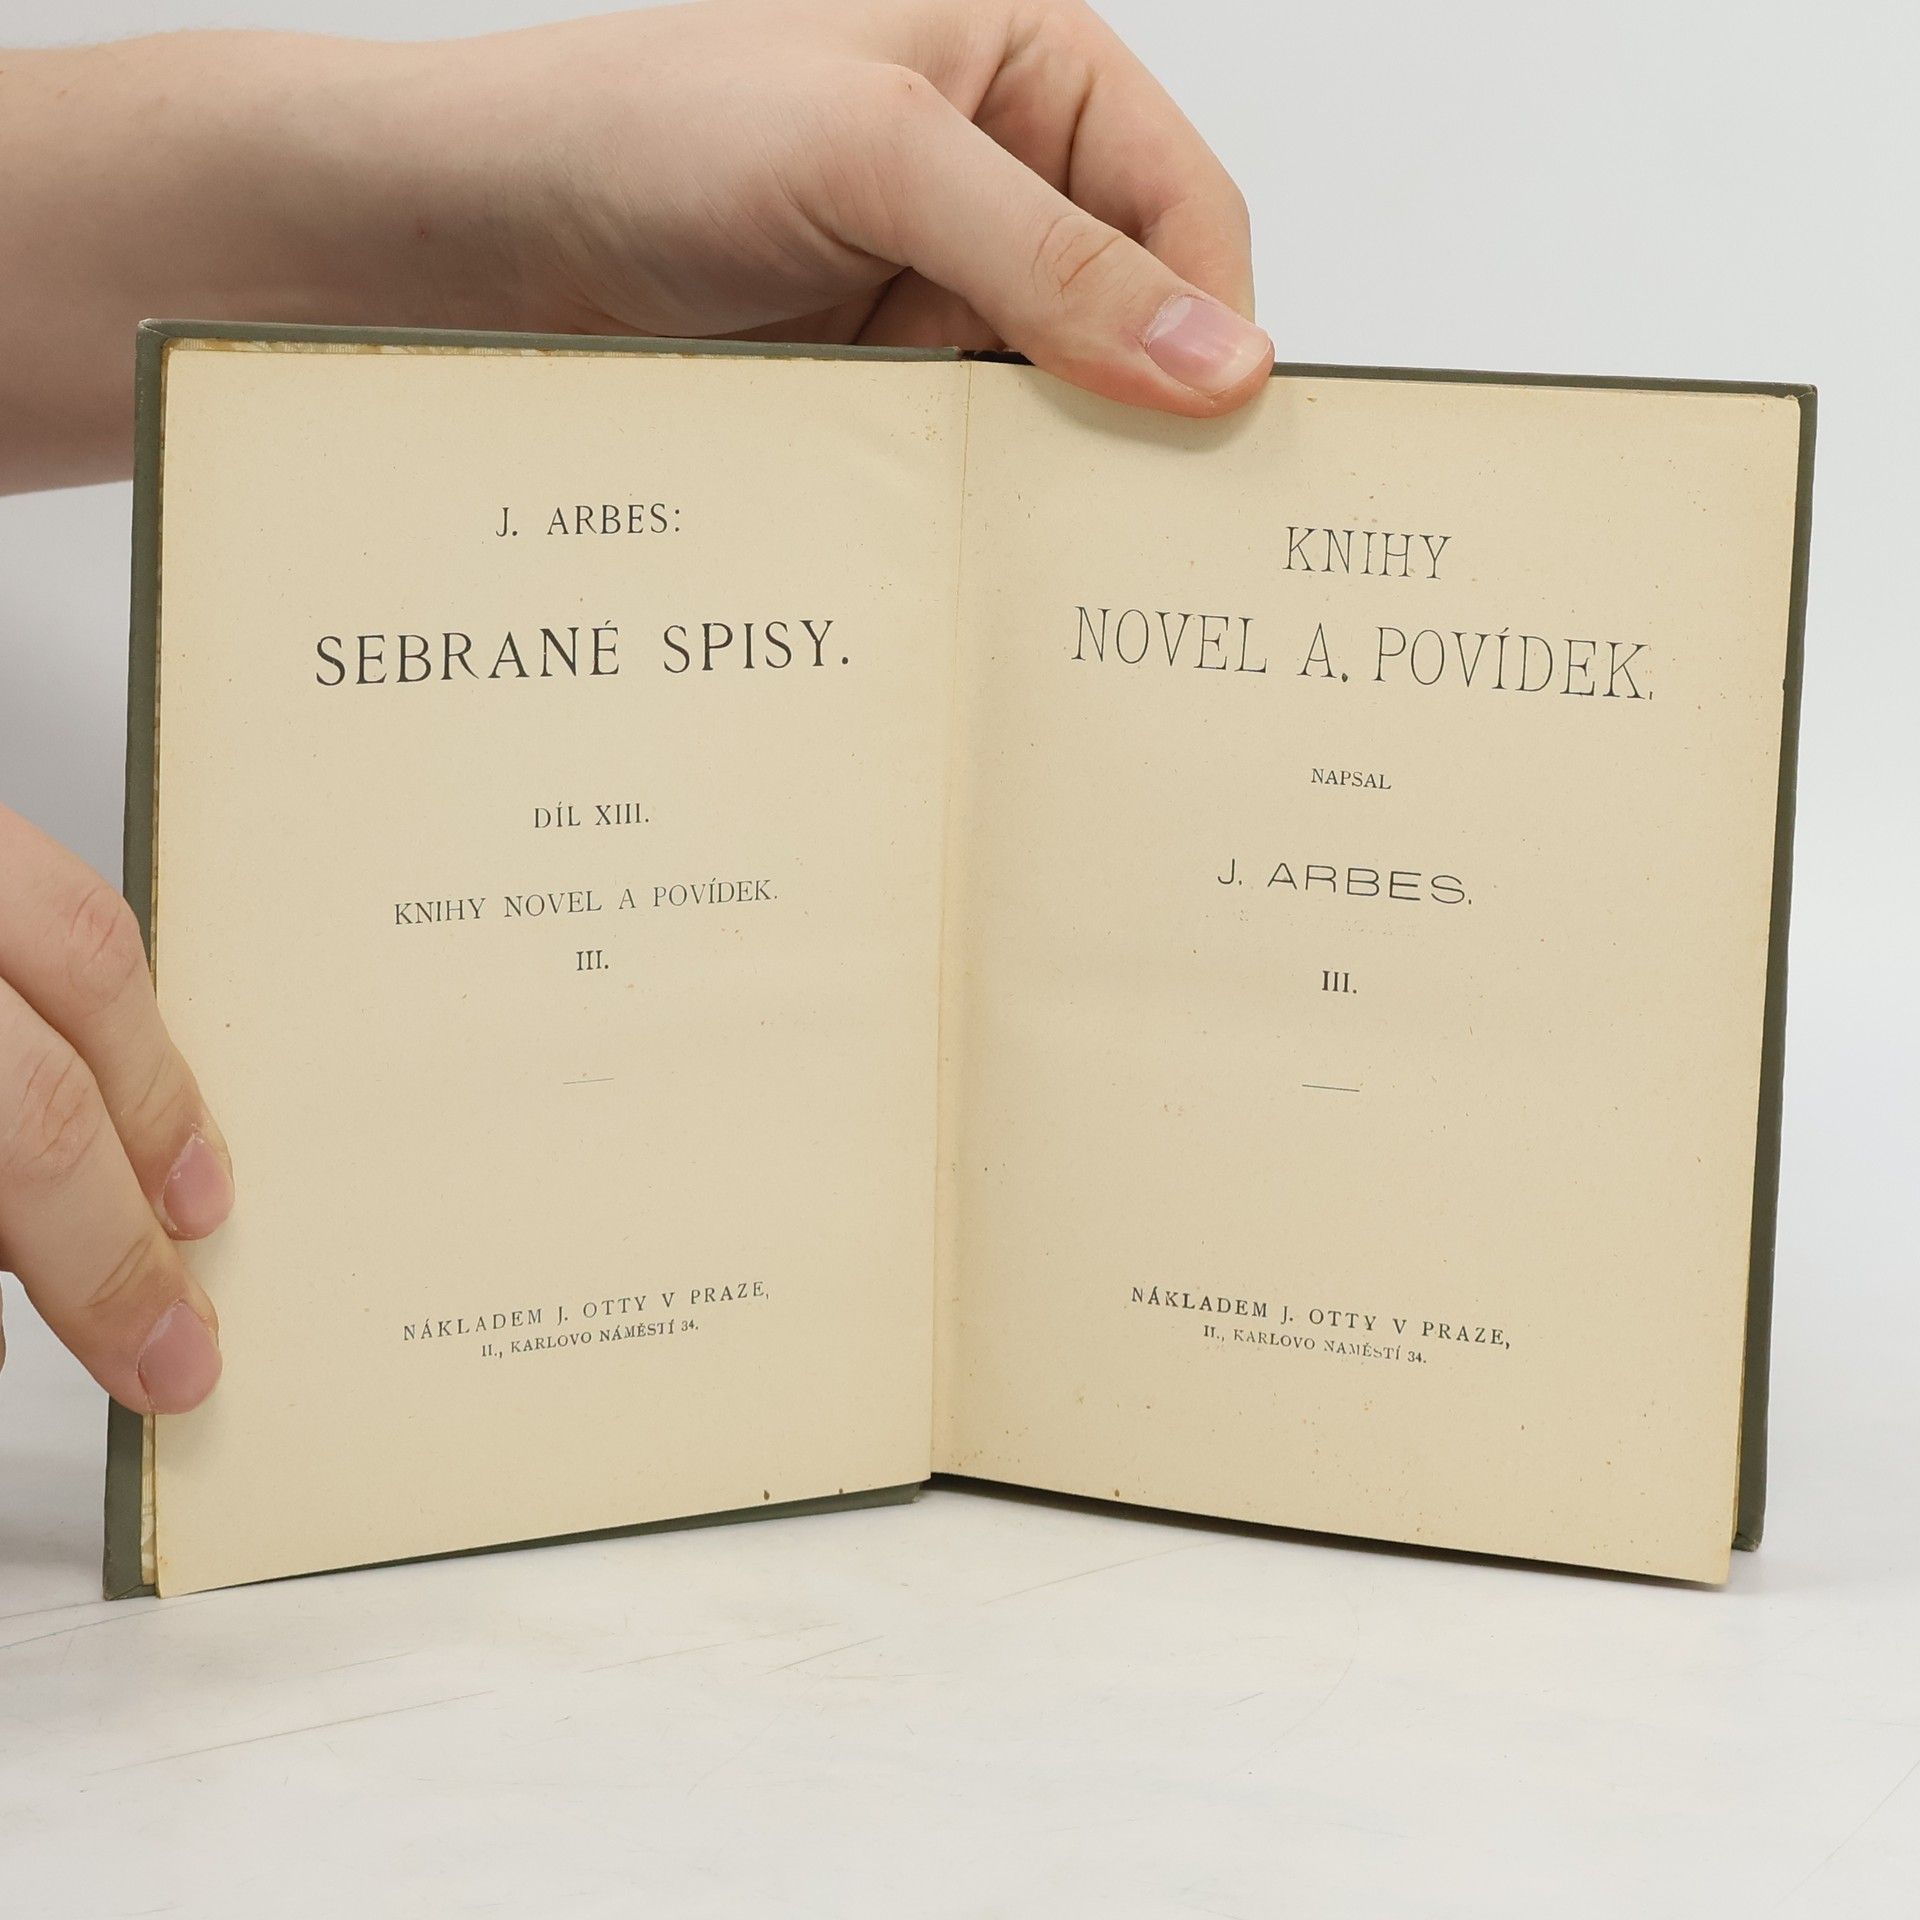 J. ARBES:
SEBRANÉ SPISY.
DÍL XIII.
KNIHY NOVEL A POVÍDEK.
III.
NÁKLADEM J. OTTY V PRAZE,
II., KARLOVO NÁMĚSTÍ 34.
KNIHY
NOVEL A. POVÍDEK.
NAPSAL
J. ARBES.
III.
NÁKLADEM J. OTTY V PRAZE,
II., KARLOVO NAMĚSTÍ 34.